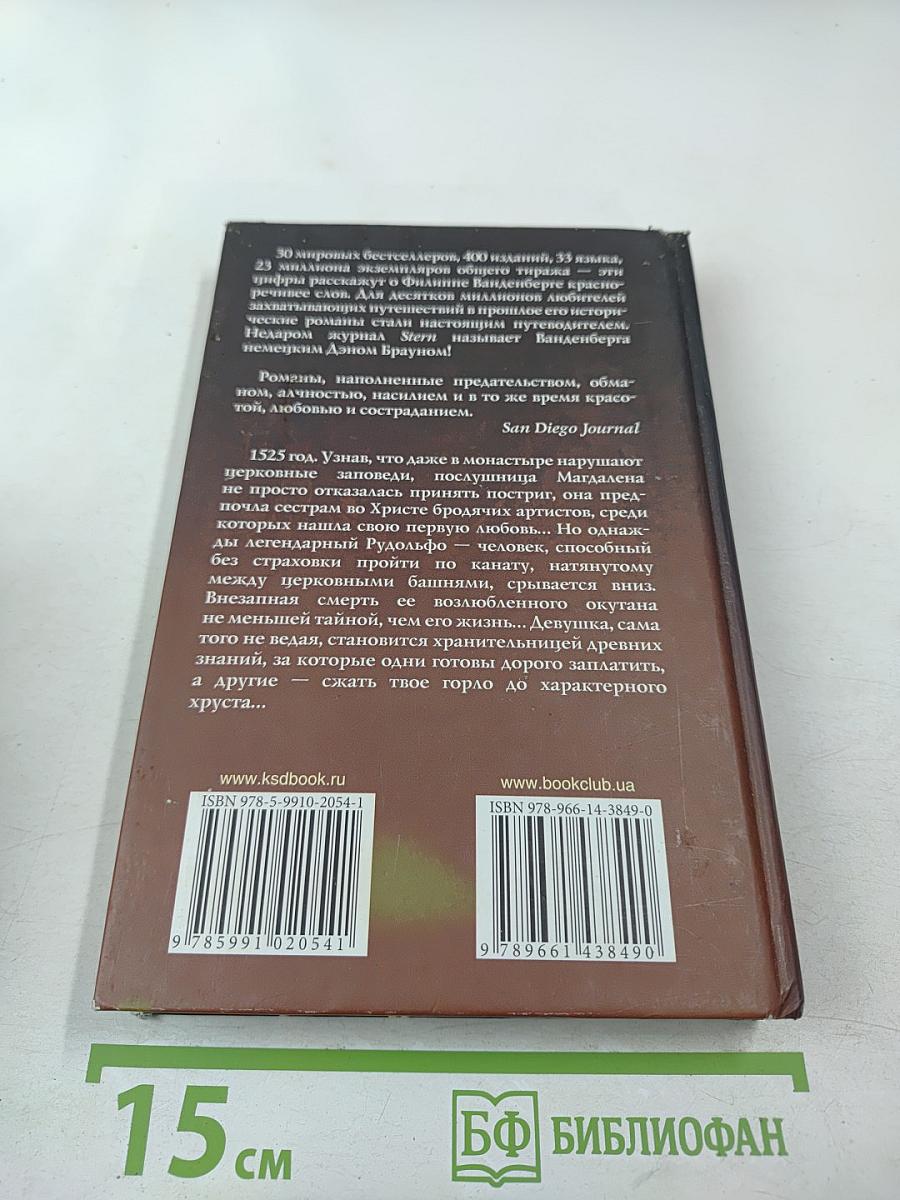 30 мировых бестселлеров, 400 изданий, 33 языка,
23 миллиона экземпляров общего тиража — эти
цифры расскажут о Филиппе Ванденберге красно-
речивее слов. Для десятков миллионов любителей
захватывающих путешествий в прошлое его истори-
ческие романы стали настоящим путеводителем.
Недаром журнал Stern называет Ванденберга
немецким Дэном Брауном!
Романы, наполненные предательством, обма-
ном, алчностью, насилием и в то же время красо-
той, любовью и состраданием.
San Diego Journal
1525 год. Узнав, что даже в монастыре нарушают
церковные заповеди, послушница Магдалена
не просто отказалась принять постриг, она пред-
почла сестрам во Христе бродячих артистов, среди
которых нашла свою первую любовь... Но однаж-
ды легендарный Рудольфо — человек, способный
без страховки пройти по канату, натянутому
между церковными башнями, срывается вниз.
Внезапная смерть ее возлюбленного окутана
не меньшей тайной, чем его жизнь... Девушка, сама
того не ведая, становится хранительницей древних
знаний, за которые одни готовы дорого заплатить,
а другие — сжать твое горло до характерного
хруста...
www.ksdbook.ru
ISBN 978-5-9910-2054-1
9 785991 020541
www.bookclub.ua
ISBN 978-966-14-3849-0
9 789661 438490
15 см
БФ БИБЛИОФАН